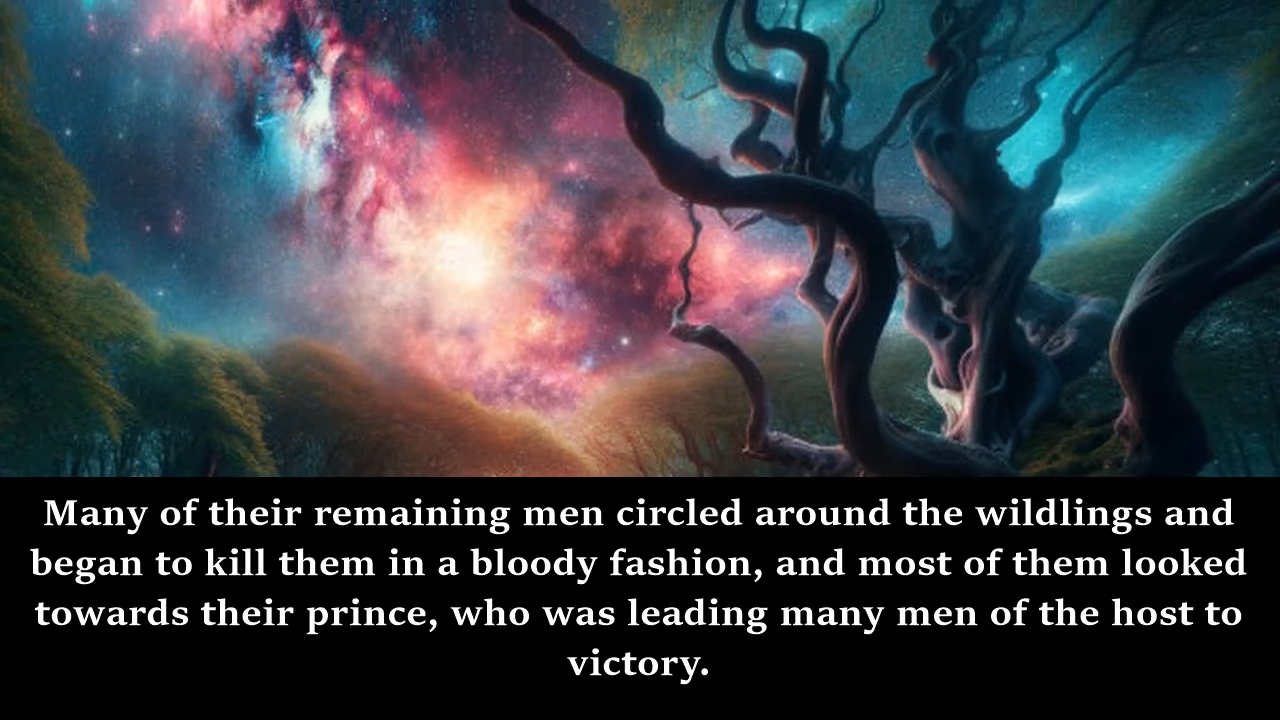 Many of their remaining men circled around the wildlings and
began to kill them in a bloody fashion, and most of them looked
towards their prince, who was leading many men of the host to
victory.